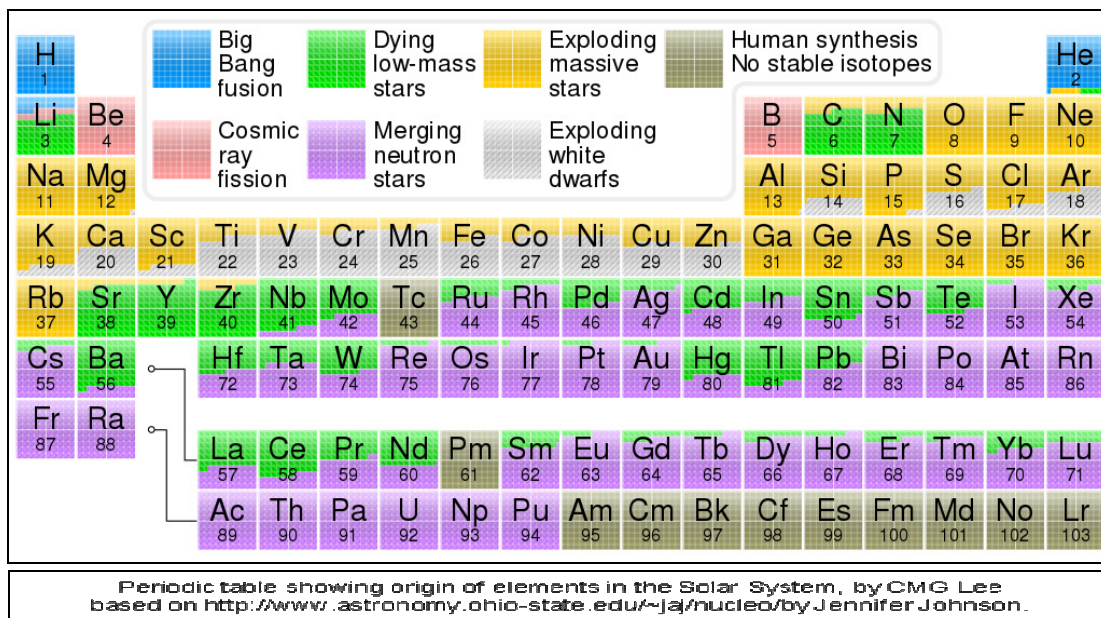 Big Bang fusion
Dying low-mass stars
Exploding massive stars
Human synthesis No stable isotopes
Cosmic ray fission
Merging neutron stars
Exploding white dwarfs
H He
1 2
Li Be B C N O F Ne
3 4 5 6 7 8 9 10
Na Mg Al Si P S Cl Ar
11 12 13 14 15 16 17 18
K Ca Sc Ti V Cr Mn Fe Co Ni Cu Zn Ga Ge As Se Br Kr
19 20 21 22 23 24 25 26 27 28 29 30 31 32 33 34 35 36
Rb Sr Y Zr Nb Mo Tc Ru Rh Pd Ag Cd In Sn Sb Te I Xe
37 38 39 40 41 42 43 44 45 46 47 48 49 50 51 52 53 54
Cs Ba Hf Ta W Re Os Ir Pt Au Hg Tl Pb Bi Po At Rn
55 56 72 73 74 75 76 77 78 79 80 81 82 83 84 85 86
Fr Ra
87 88
La Ce Pr Nd Pm Sm Eu Gd Tb Dy Ho Er Tm Yb Lu
57 58 59 60 61 62 63 64 65 66 67 68 69 70 71
Ac Th Pa U Np Pu Am Cm Bk Cf Es Fm Md No Lr
89 90 91 92 93 94 95 96 97 98 99 100 101 102 103
Periodic table showing origin of elements in the Solar System, by CMG Lee
based on http://www.astronomy.ohio-state.edu/~jaj/nucleo/ by Jennifer Johnson.